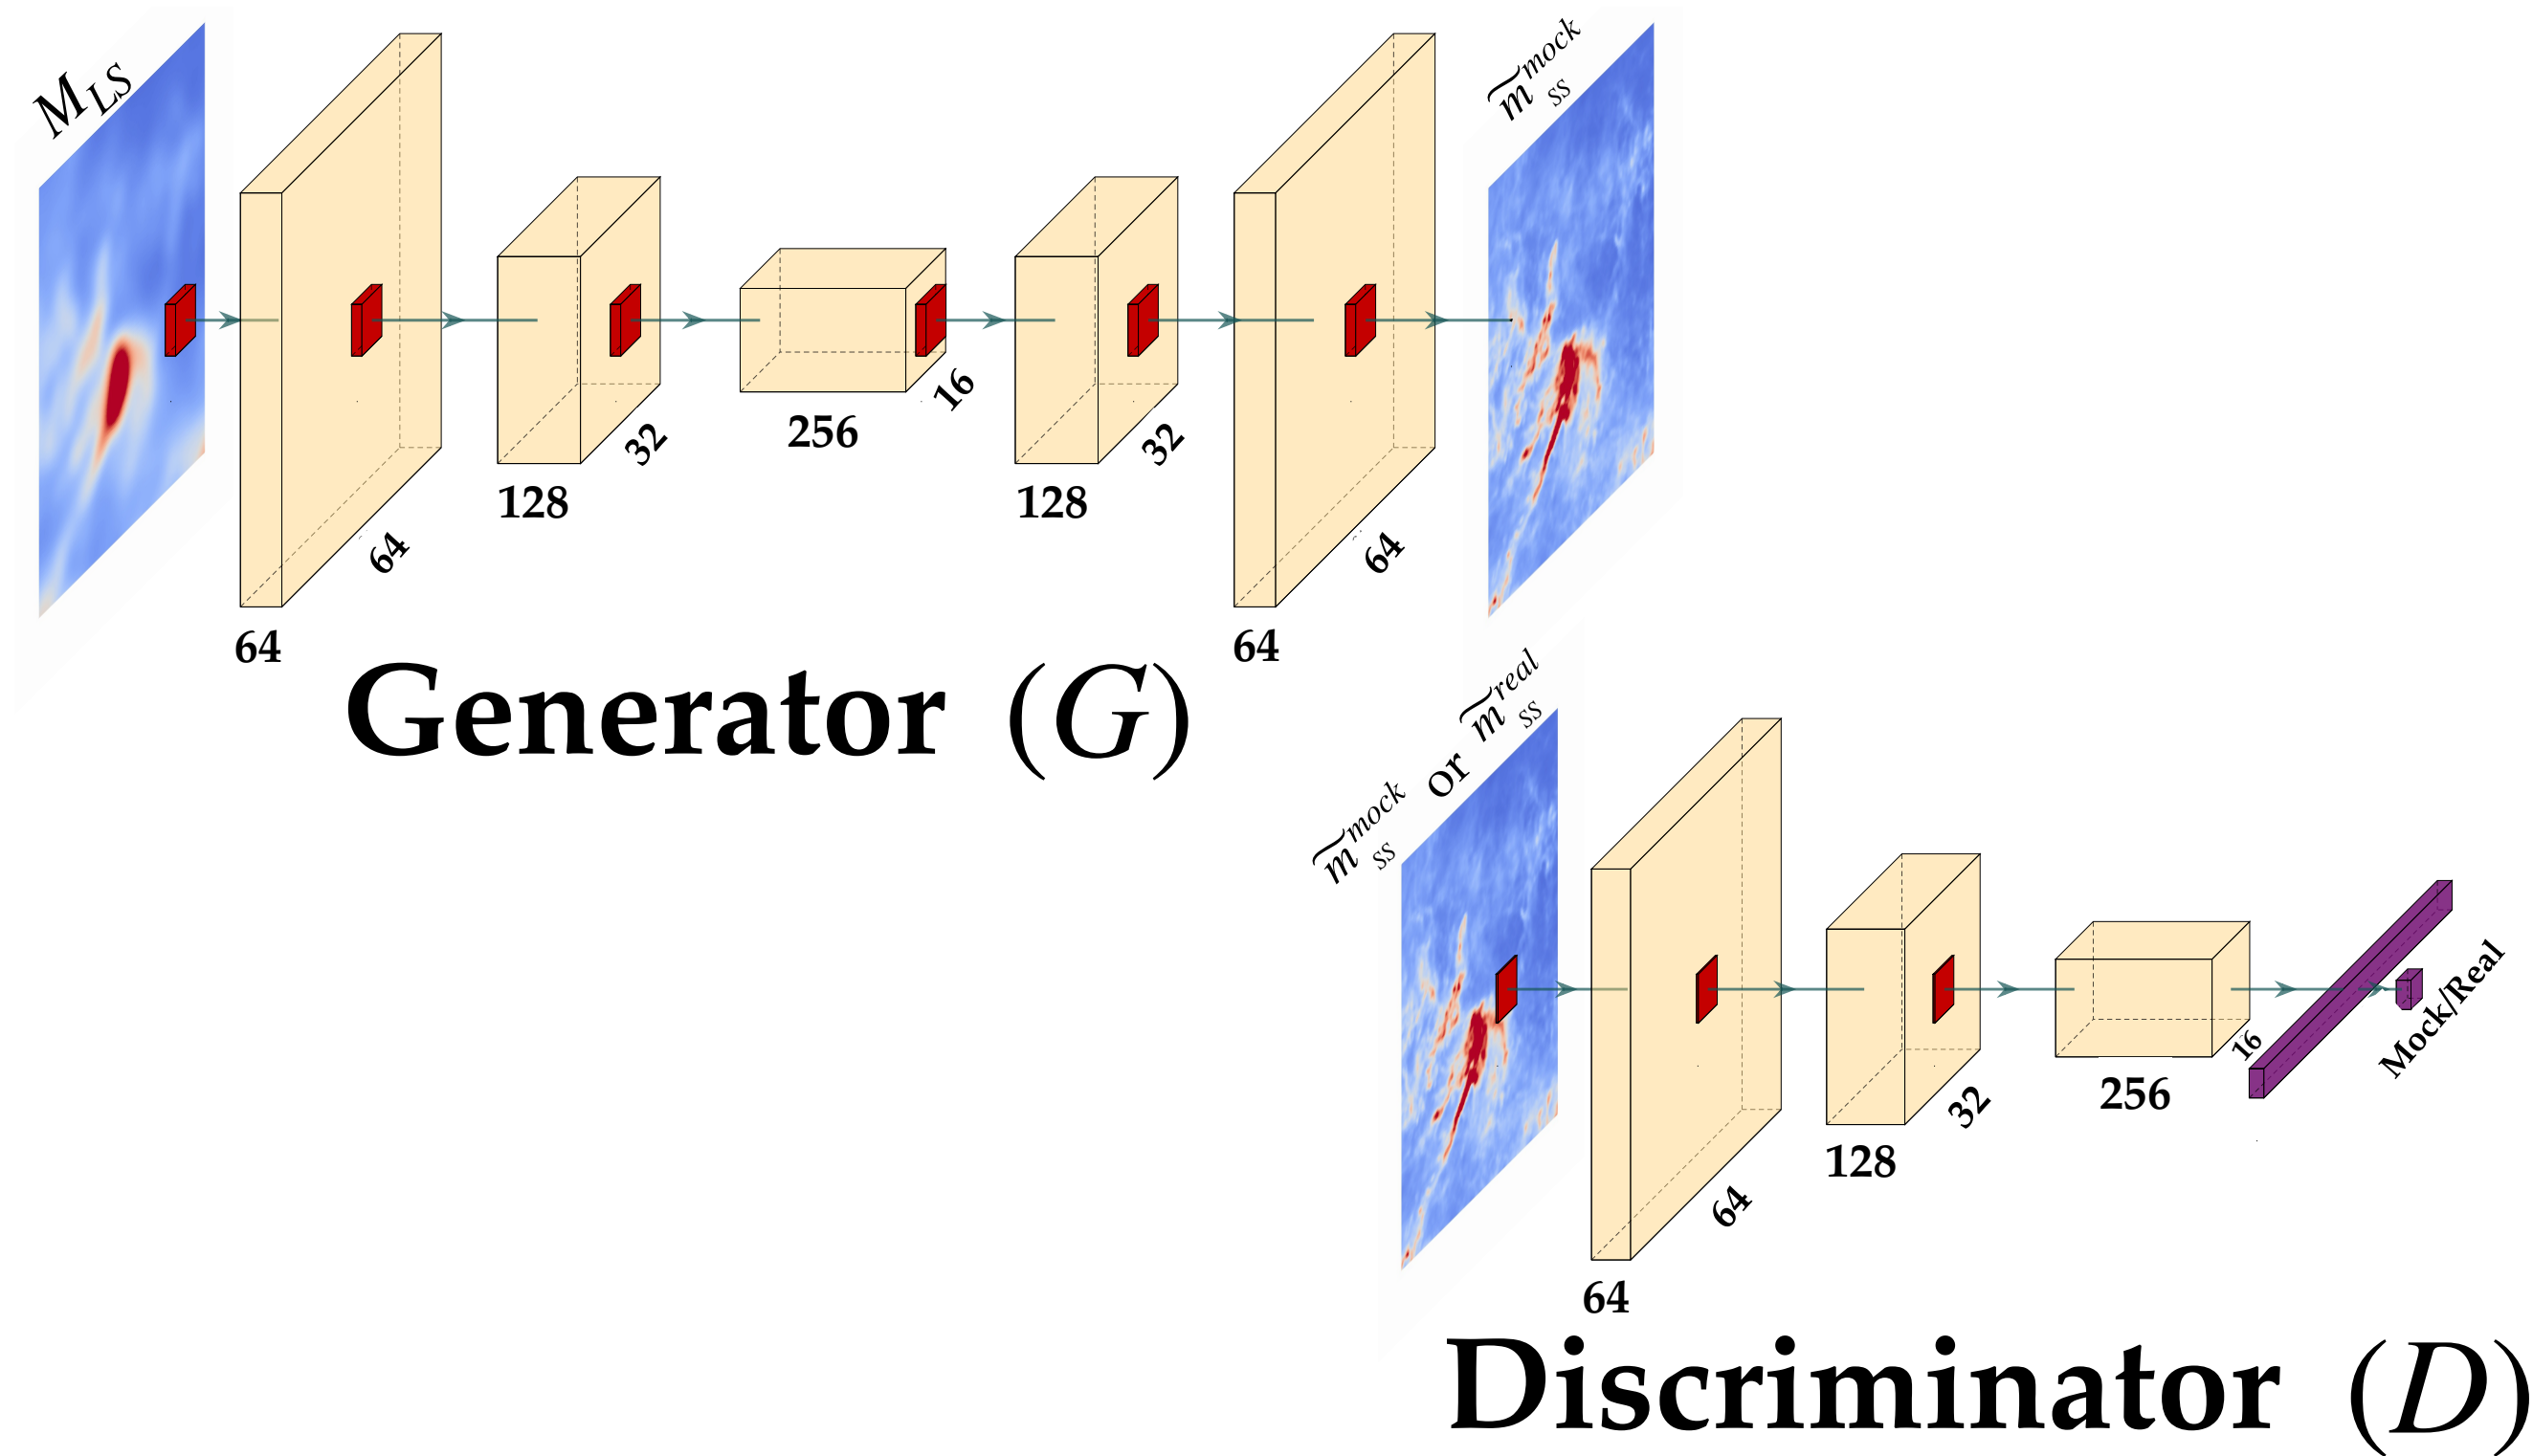 M_LS
64
64
128
32
256
16
128
32
64
64
m̃_ss^mock
Generator (G)
m̃_ss^mock or m̃_ss^real
64
64
128
32
256
16
Mock/Real
Discriminator (D)